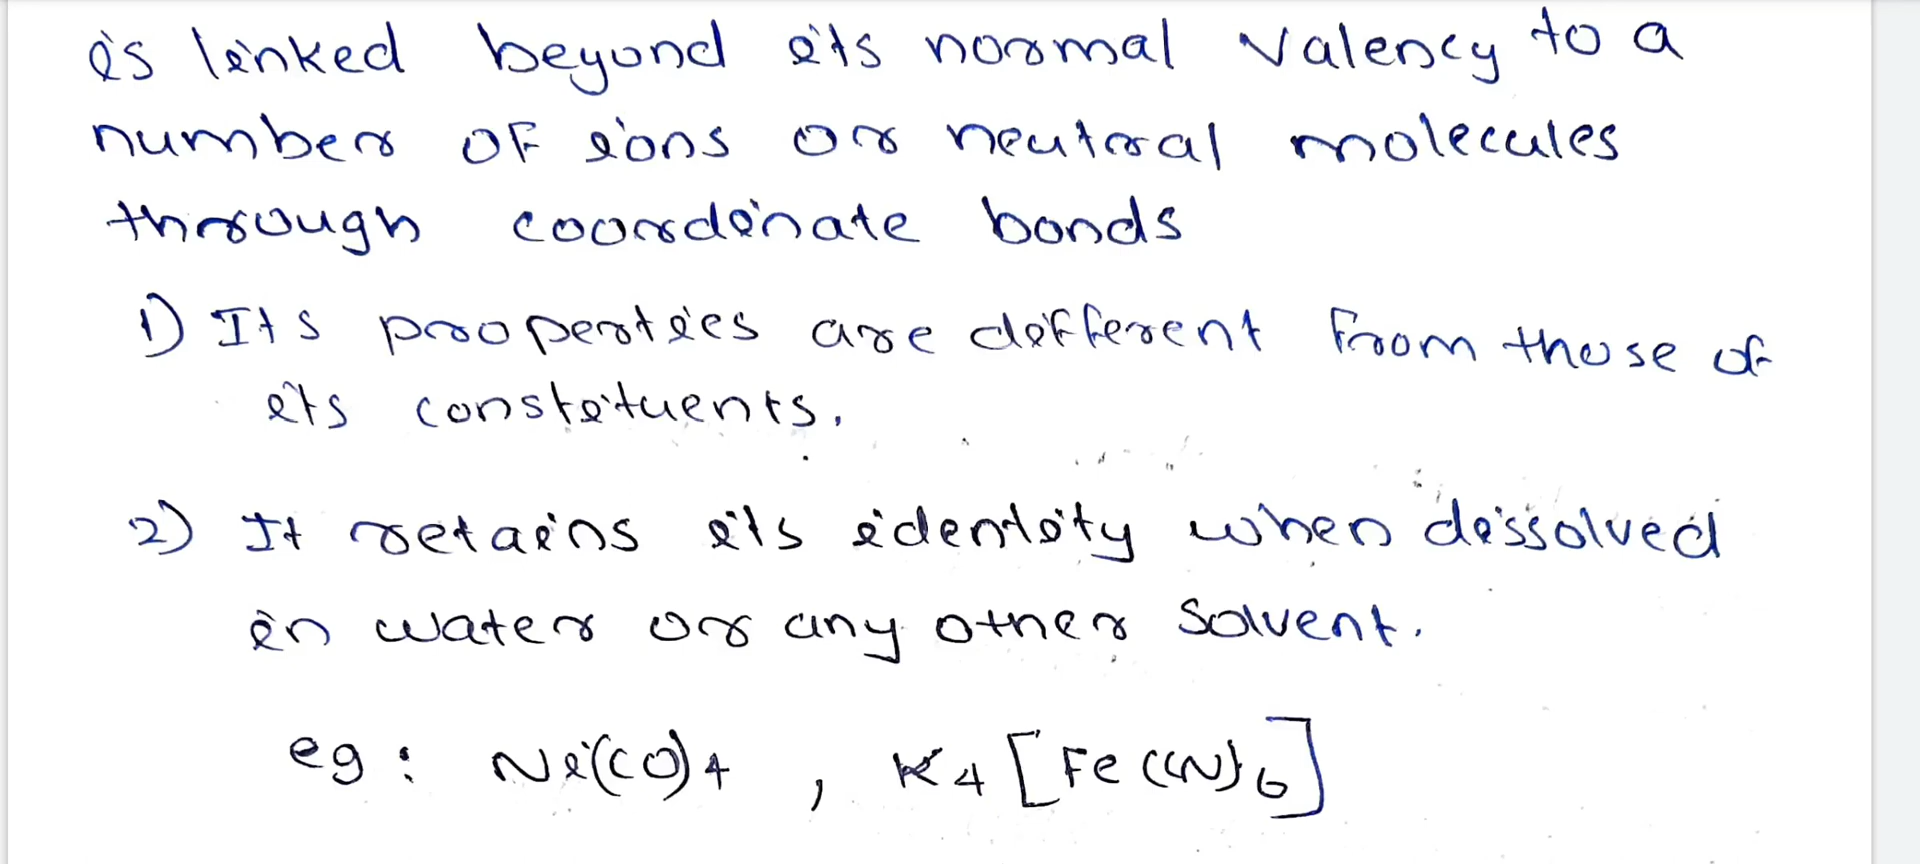 is linked beyond its normal valency to a
number of ions or neutral molecules
through coordinate bonds
1) Its properties are different from those of
its constituents.
2) It retains its identity when dissolved
in water or any other solvent.
eg : Ni(CO)4 , K4[Fe(CN)6]